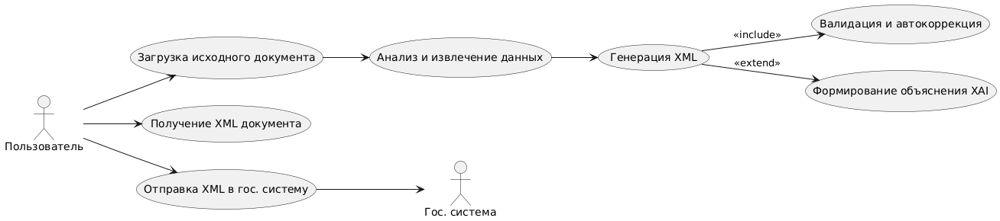 Валидация и автокоррекция
«include»
Загрузка исходного документа
Анализ и извлечение данных
Генерация XML
«extend»
Формирование объяснения XAI
Получение XML документа
Пользователь
Отправка XML в гос. систему
Гос. система